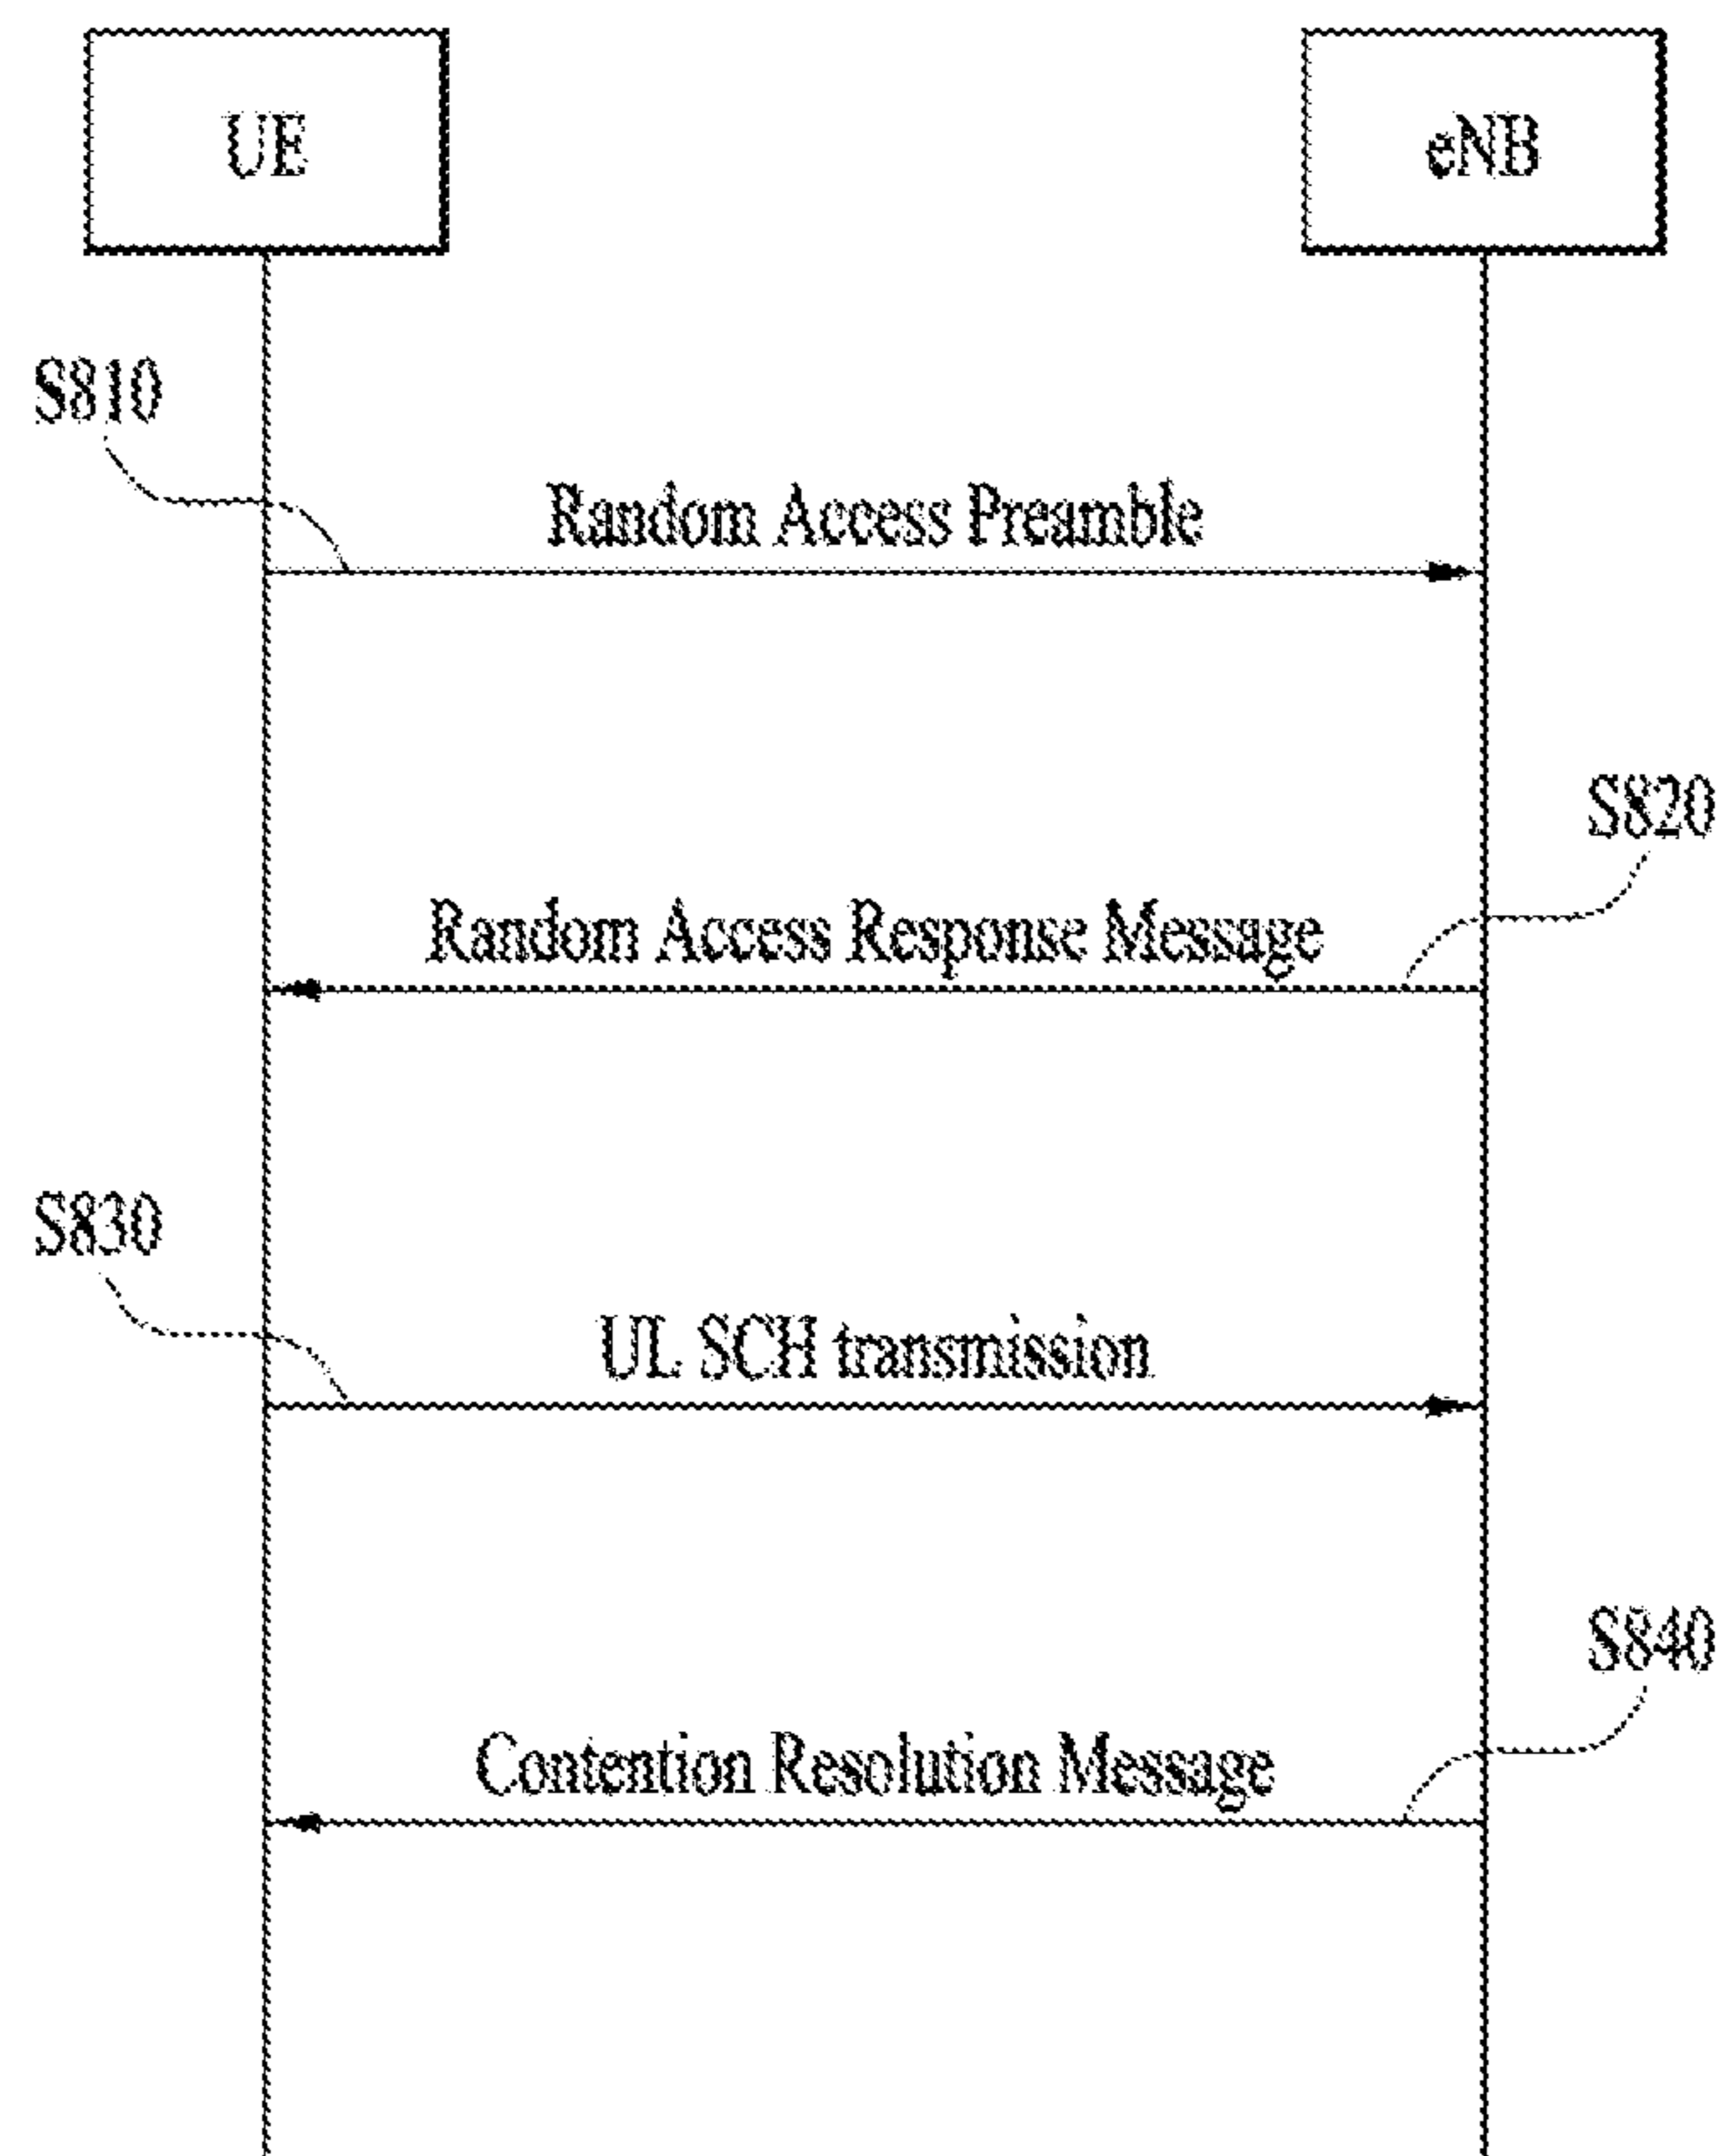 UE
eNB
S810
Random Access Preamble
S820
Random Access Response Message
S830
UL SCH transmission
S840
Contention Resolution Message